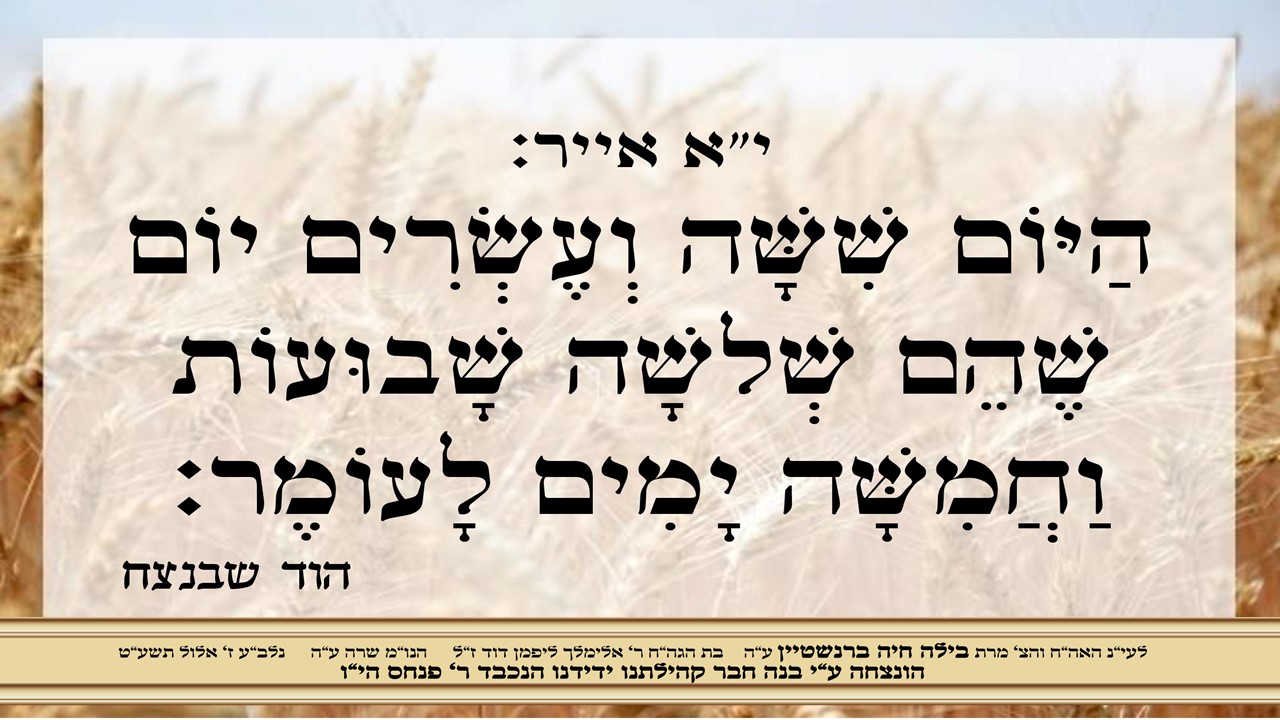 י״א אייר:
הַיּוֹם שִׁשָּׁה וְעֶשְׂרִים יוֹם
שֶׁהֵם שְׁלשָׁה שָׁבוּעוֹת
וַחֲמִשָּׁה יָמִים לָעוֹמֶר:
הוד שבנצח
לעי״נ האה״ח והצ׳ מרת בילה חיה ברנשטיין ע״ה בת הגה״ח ר׳ אלימלך ליפמן דוד ז״ל הנו״מ שרה ע״ה נלב״ע ז׳ אלול תשע״ט
הונצחה ע״י בנה חבר קהילתנו ידידנו הנכבד ר׳ פנחס הי״ו